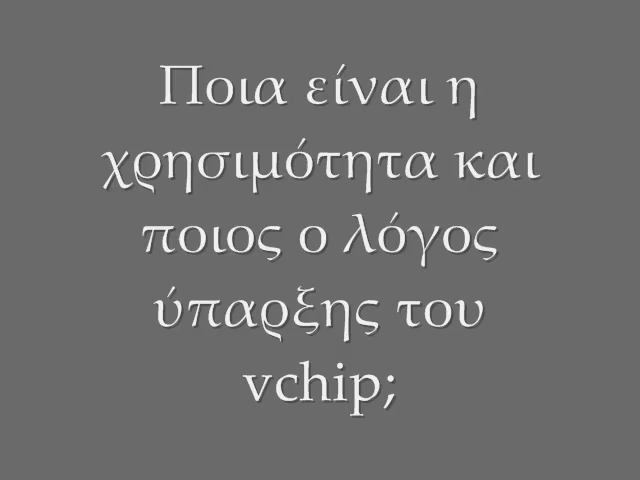 Ποια είναι η
χρησιμότητα και
ποιος ο λόγος
ύπαρξης του
vchip;